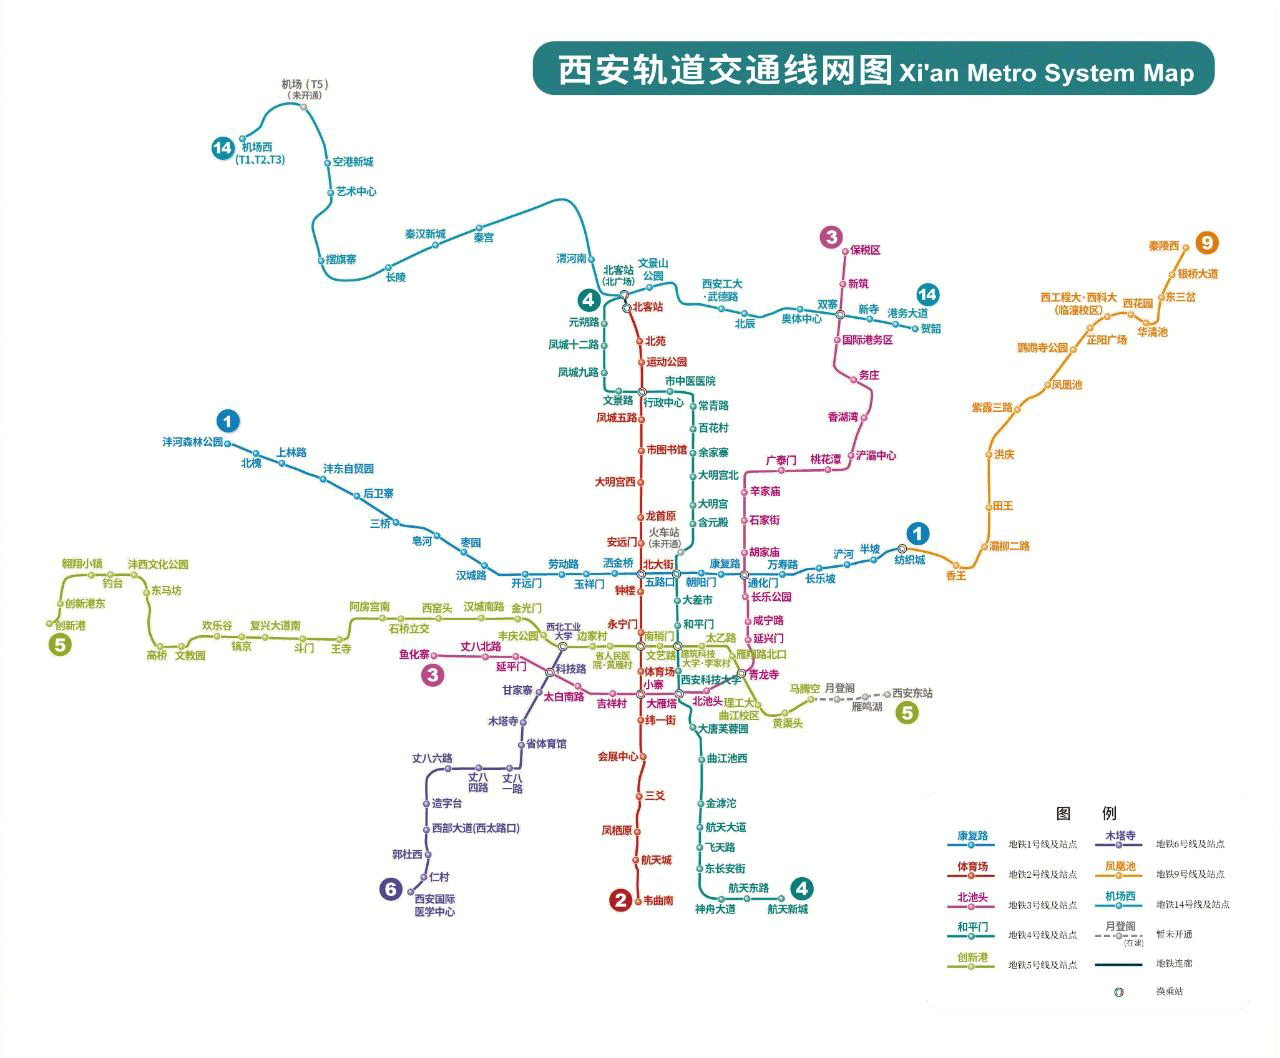 西安轨道交通线网图 Xi'an Metro System Map
机场 (T5)
(未开通)
14
机场西
(T1、T2、T3)
空港新城
艺术中心
摆旗寨
长陵
秦汉新城
秦宫
渭河南
北客站
(北广场)
文景山
公园
西安工大
·武德路
北辰
奥体中心
双寨
新寺
港务大道
贺韶
14
3
保税区
新筑
国际港务区
务庄
香湖湾
浐灞中心
桃花潭
广泰门
辛家庙
石家街
胡家庙
通化门
长乐公园
咸宁路
延兴门
青龙寺
北池头
大雁塔
小寨
吉祥村
太白南路
科技路
延平门
丈八北路
鱼化寨
3
9
秦陵西
银桥大道
东三岔
华清池
西花园
西工程大·西科大
(临潼校区)
芷阳广场
鹦鹉寺公园
凤凰池
紫霞三路
洪庆
田王
灞柳二路
香王
纺织城
1
半坡
浐河
长乐坡
万寿路
康复路
朝阳门
五路口
北大街
洒金桥
玉祥门
劳动路
开远门
汉城路
枣园
皂河
三桥
后卫寨
沣东自贸园
上林路
北槐
沣河森林公园
1
4
元朔路
凤城十二路
凤城九路
文景路
行政中心
市中医医院
常青路
百花村
余家寨
大明宫北
大明宫
含元殿
火车站
(未开通)
大差市
和平门
建筑科技
大学·李家村
西安科技大学
大唐芙蓉园
曲江池西
金滹沱
航天大道
飞天路
东长安街
神舟大道
航天东路
航天新城
4
北客站
北苑
运动公园
凤城五路
市图书馆
大明宫西
龙首原
安远门
钟楼
永宁门
南稍门
体育场
纬一街
会展中心
三爻
凤栖原
航天城
韦曲南
2
翱翔小镇
钓台
沣西文化公园
东马坊
创新港东
创新港
5
高桥
文教园
欢乐谷
镐京
复兴大道南
斗门
王寺
阿房宫南
石桥立交
西窑头
汉城南路
金光门
丰庆公园
西北工业
大学
边家村
省人民医
院·黄雁村
文艺路
太乙路
雁翔路北口
理工大
曲江校区
黄渠头
马腾空
月登阁
雁鸣湖
西安东站
5
甘家寨
木塔寺
省体育馆
丈八
一路
丈八
四路
丈八六路
造字台
西部大道(西太路口)
郭杜西
仁村
西安国际
医学中心
6
图 例
康复路 地铁1号线及站点
木塔寺 地铁6号线及站点
体育场 地铁2号线及站点
凤凰池 地铁9号线及站点
北池头 地铁3号线及站点
机场西 地铁14号线及站点
和平门 地铁4号线及站点
月登阁 (在建) 暂未开通
创新港 地铁5号线及站点
地铁连廊
换乘站